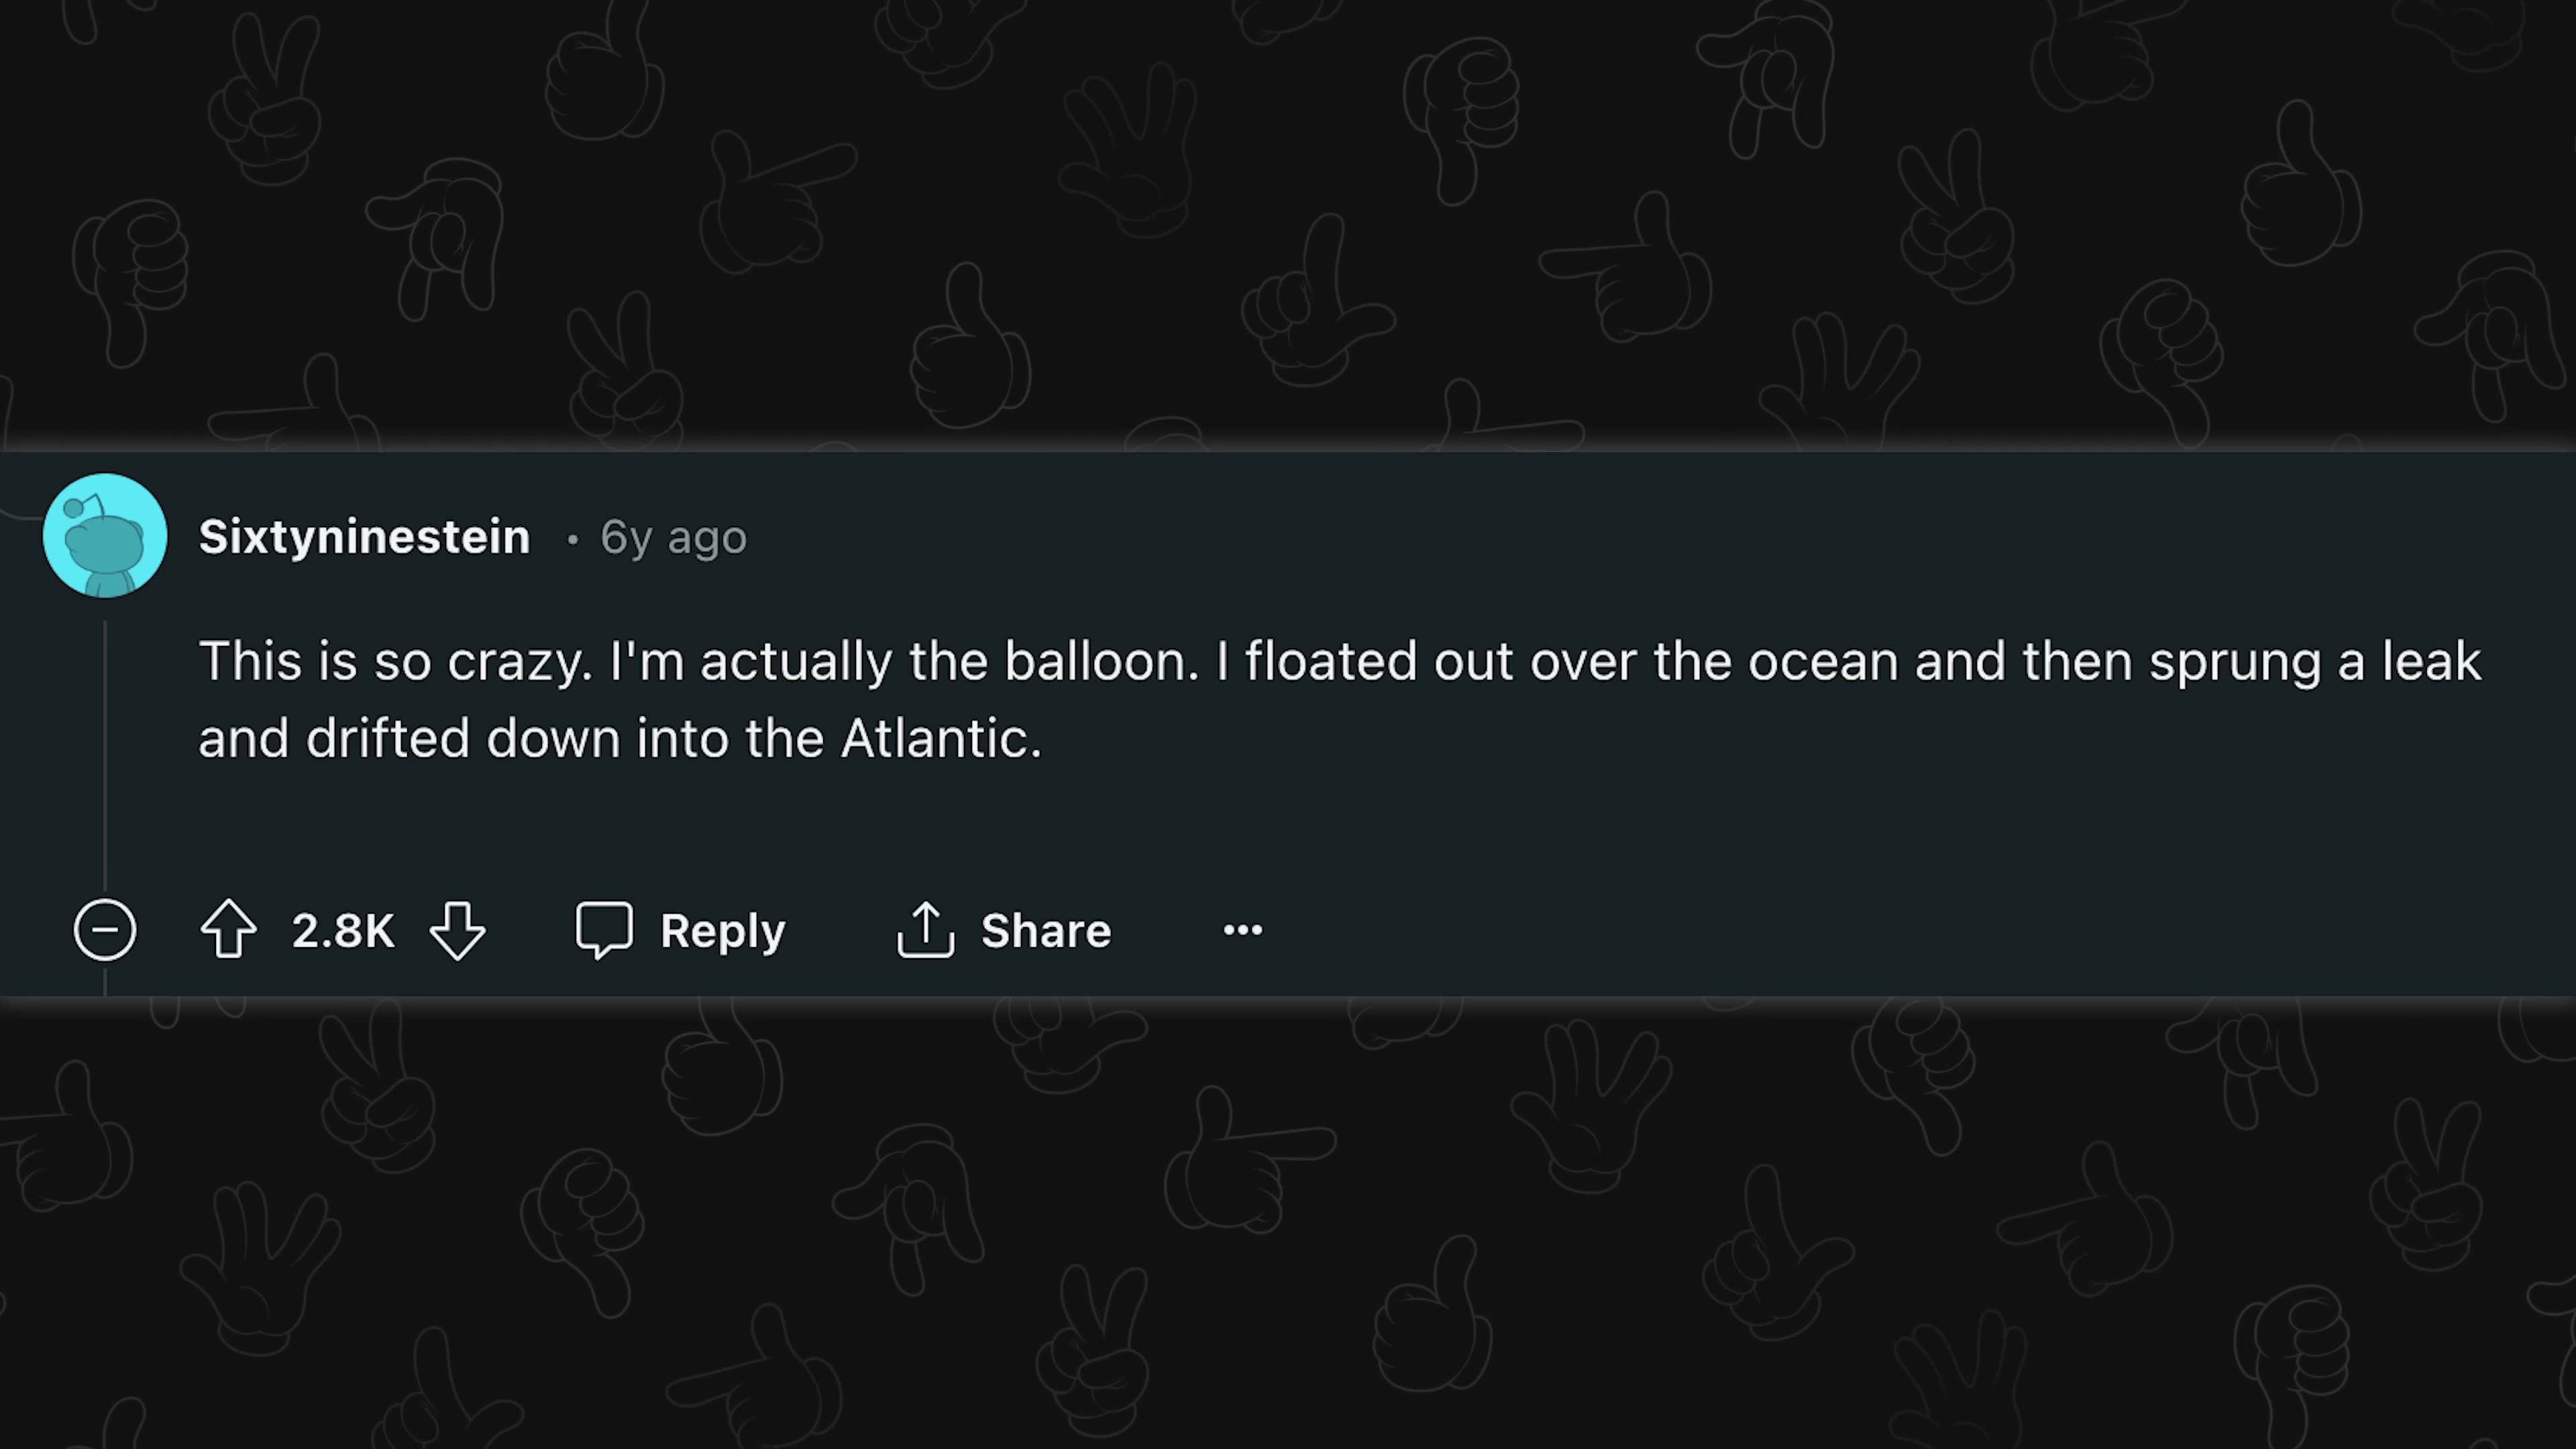 Sixtyninestein • 6y ago
This is so crazy. I'm actually the balloon. I floated out over the ocean and then sprung a leak
and drifted down into the Atlantic.
2.8K Reply Share ...